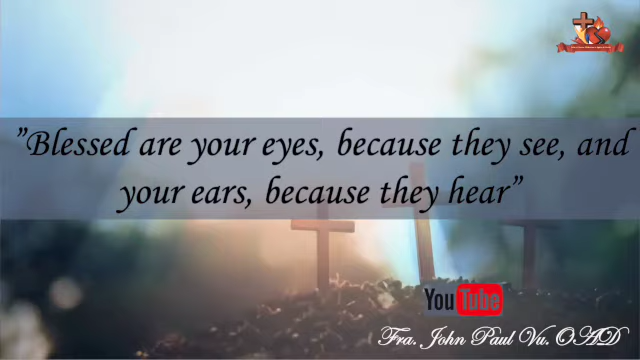 ”Blessed are your eyes, because they see, and
your ears, because they hear”
YouTube
Fra. John Paul Vu. OAD